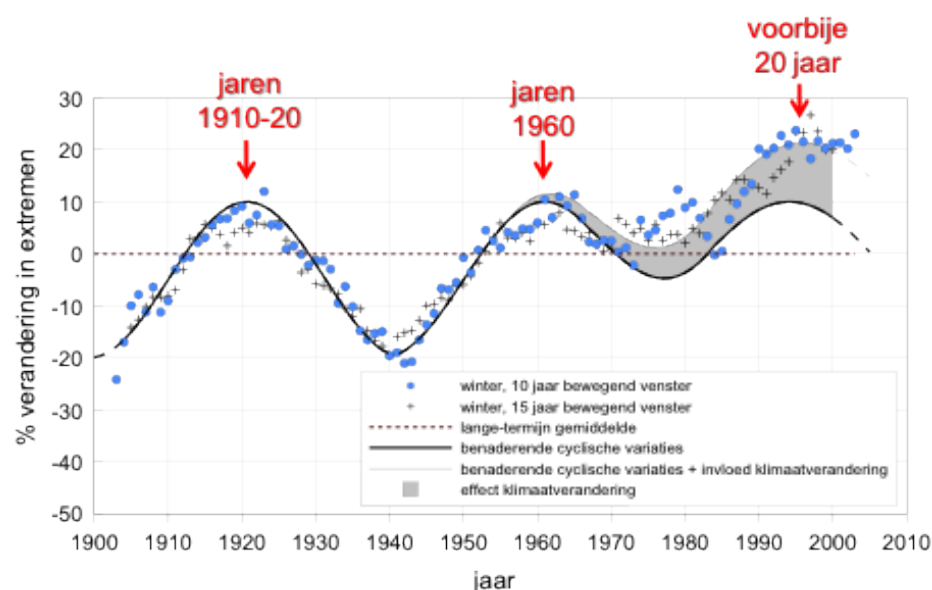 voorbije
20 jaar
jaren
1910-20
jaren
1960
% verandering in extremen
30
20
10
0
-10
-20
-30
-40
-50
winter, 10 jaar bewegend venster
winter, 15 jaar bewegend venster
lange-termijn gemiddelde
benaderende cyclische variaties
benaderende cyclische variaties + invloed klimaatverandering
effect klimaatverandering
1900 1910 1920 1930 1940 1950 1960 1970 1980 1990 2000 2010
jaar